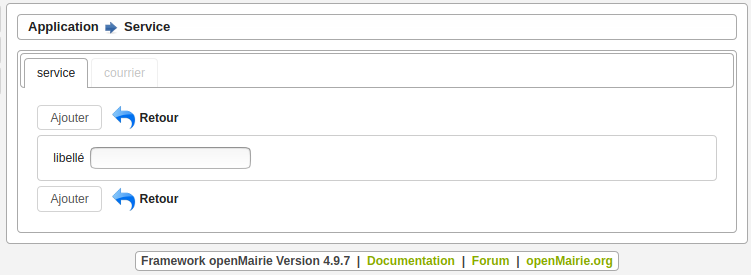 Application Service
service courrier
Ajouter Retour
libellé
Ajouter Retour
Framework openMairie Version 4.9.7 | Documentation | Forum | openMairie.org